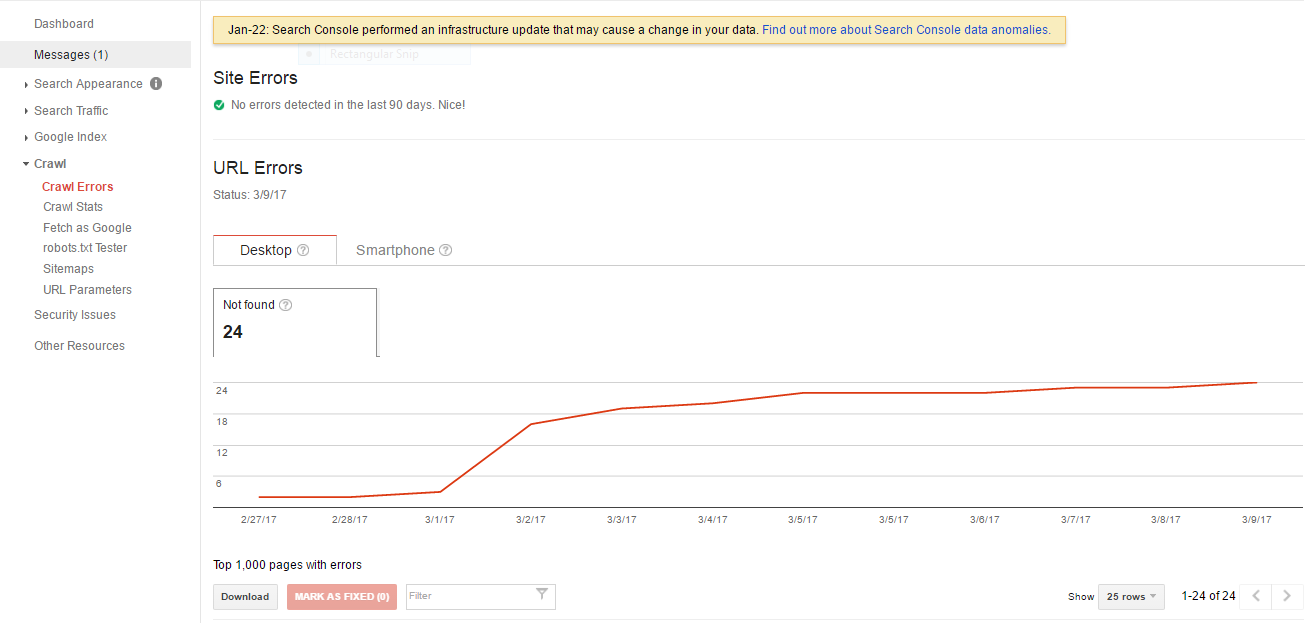 Dashboard
Messages (1)
Search Appearance
Search Traffic
Google Index
Crawl
Crawl Errors
Crawl Stats
Fetch as Google
robots.txt Tester
Sitemaps
URL Parameters
Security Issues
Other Resources
Jan-22: Search Console performed an infrastructure update that may cause a change in your data. Find out more about Search Console data anomalies.
Rectangular Snip
Site Errors
No errors detected in the last 90 days. Nice!
URL Errors
Status: 3/9/17
Desktop ? Smartphone ?
Not found ?
24
24
18
12
6
2/27/17 2/28/17 3/1/17 3/2/17 3/3/17 3/4/17 3/5/17 3/5/17 3/6/17 3/7/17 3/8/17 3/9/17
Top 1,000 pages with errors
Download MARK AS FIXED (0) Filter Show 25 rows 1-24 of 24